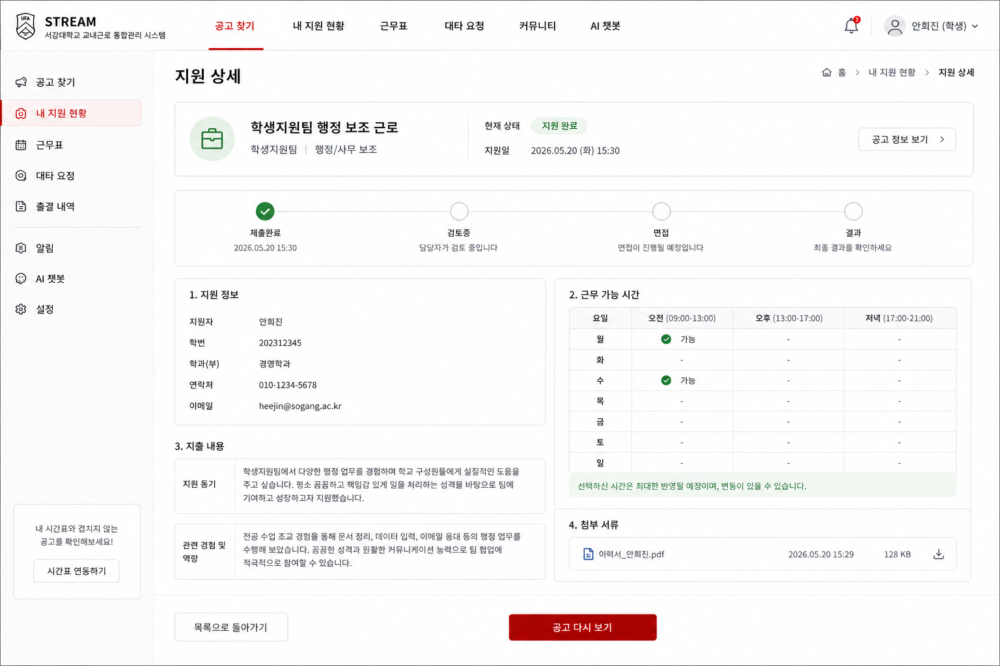 UFA
STREAM
서강대학교 교내근로 통합관리 시스템
공고 찾기
내 지원 현황
근무표
대타 요청
커뮤니티
AI 챗봇
2
안희진 (학생)
공고 찾기
내 지원 현황
근무표
대타 요정
출결 내역
알림
AI 챗봇
설정
내 시간표와 겹치지 않는
공고를 확인해보세요!
시간표 연동하기
지원 상세
홈 > 내 지원 현황 > 지원 상세
학생지원팀 행정 보조 근로
학생지원팀 | 행정/사무 보조
현재 상태 지원 완료
지원일 2026.05.20 (화) 15:30
공고 정보 보기 >
제출완료
2026.05.20 15:30
검토중
담당자가 검토 중입니다
면접
면접이 진행될 예정입니다
결과
최종 결과를 확인하세요
1. 지원 정보
지원자 안희진
학번 202312345
학과(부) 경영학과
연락처 010-1234-5678
이메일 heejin@sogang.ac.kr
2. 근무 가능 시간
요일 오전 (09:00-13:00) 오후 (13:00-17:00) 저녁 (17:00-21:00)
월 가능 - -
화 - - -
수 가능 - -
목 - - -
금 - - -
토 - - -
일 - - -
선택하신 시간은 최대한 반영될 예정이며, 변동이 있을 수 있습니다.
3. 지출 내용
지원 동기
학생지원팀에서 다양한 행정 업무를 경험하며 학교 구성원들에게 실질적인 도움을
주고 싶습니다. 평소 꼼꼼하고 책임감 있게 일을 처리하는 성격을 바탕으로 팀에
기여하고 성장하고자 지원했습니다.
관련 경험 및
역량
전공 수업 조교 경험을 통해 문서 정리, 데이터 입력, 이메일 응대 등의 행정 업무를
수행해 보았습니다. 꼼꼼한 성격과 원활한 커뮤니케이션 능력으로 팀 협업에
적극적으로 참여할 수 있습니다.
4. 첨부 서류
이력서_안희진.pdf 2026.05.20 15:29 128 KB
목록으로 돌아가기
공고 다시 보기